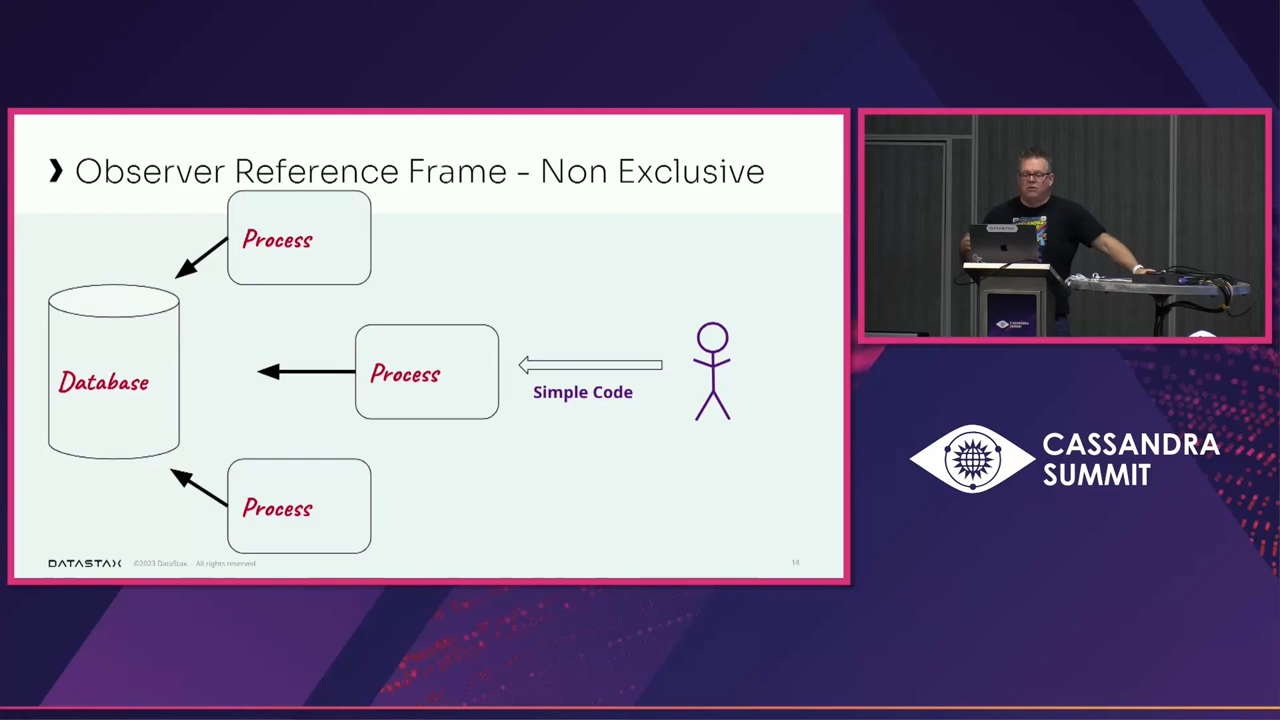 ❯ Observer Reference Frame - Non Exclusive
Process
Database
Process
Simple Code
Process
DATASTAX
©2023 DataStax. - All rights reserved
14
DATASTAX
CASSANDRA
SUMMIT